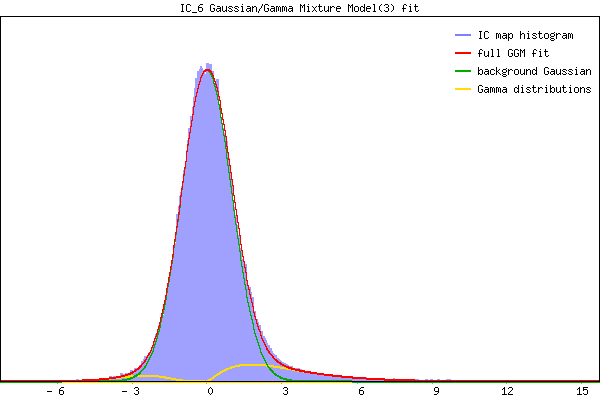 IC_6 Gaussian/Gamma Mixture Model(3) fit
IC map histogram
full GGM fit
background Gaussian
Gamma distributions
-6 -3 0 3 6 9 12 15